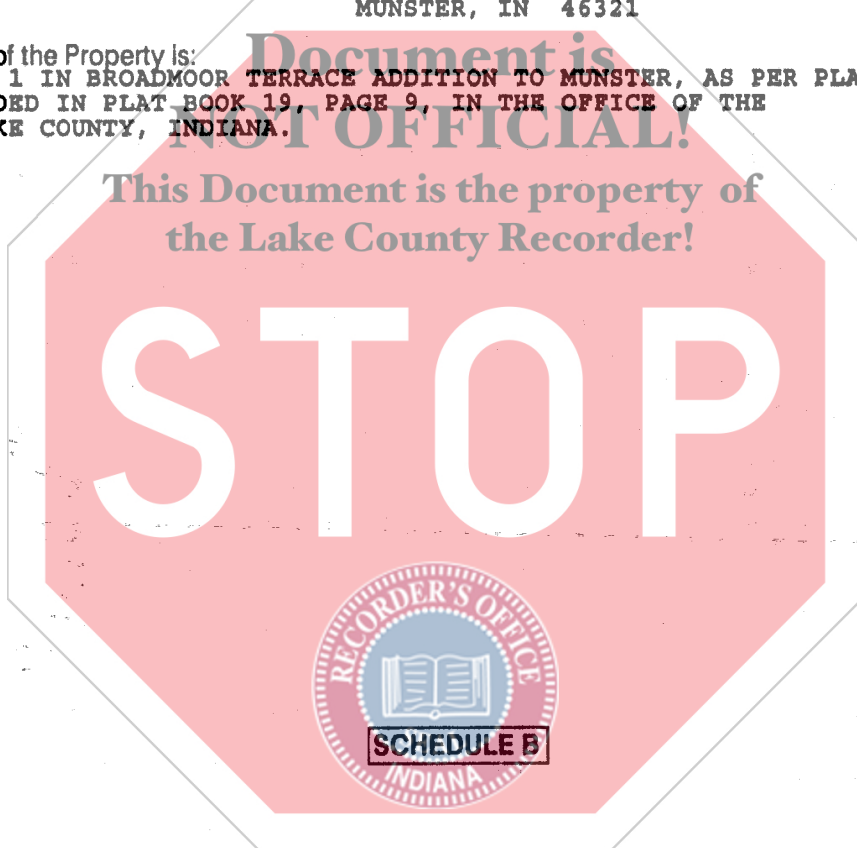 MUNSTER, IN 46321
of the Property is:
Document is
1 IN BROADMOOR TERRACE ADDITION TO MUNSTER, AS PER PLA
DED IN PLAT BOOK 19, PAGE 9, IN THE OFFICE OF THE
KE COUNTY, INDIANA.
NOT OFFICIAL!
This Document is the property of
the Lake County Recorder!
STOP
RECORDER'S OFFICE
SCHEDULE B
INDIANA